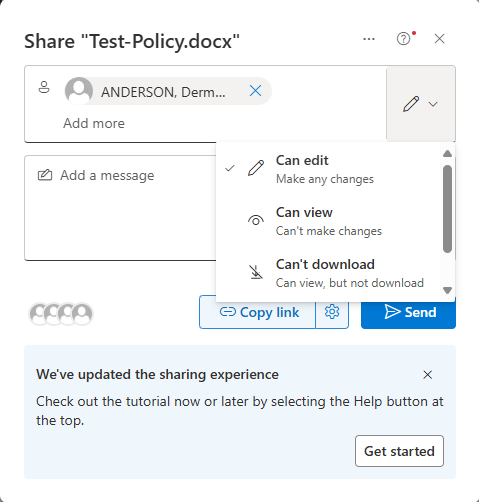 Share "Test-Policy.docx"
ANDERSON, Derm...
Add more
Add a message
Can edit
Make any changes
Can view
Can't make changes
Can't download
Can view, but not download
Copy link
Send
We've updated the sharing experience
Check out the tutorial now or later by selecting the Help button at
the top.
Get started